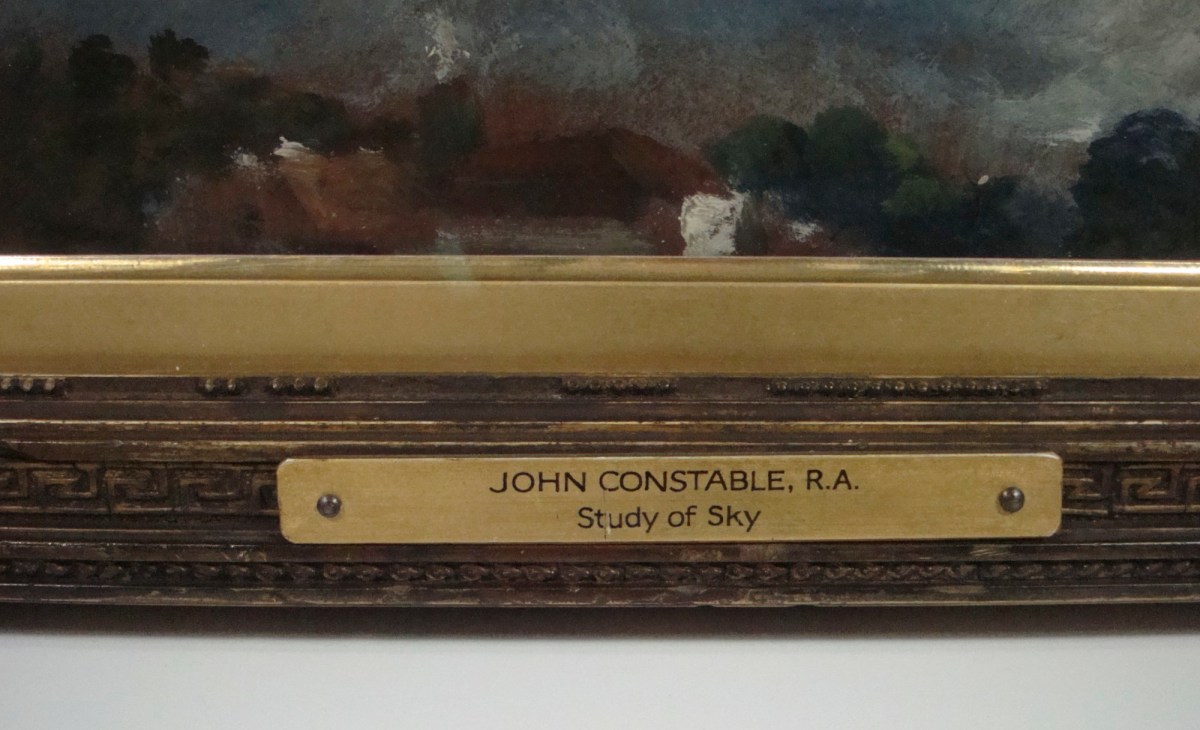 JOHN CONSTABLE, R.A.
Study of Sky